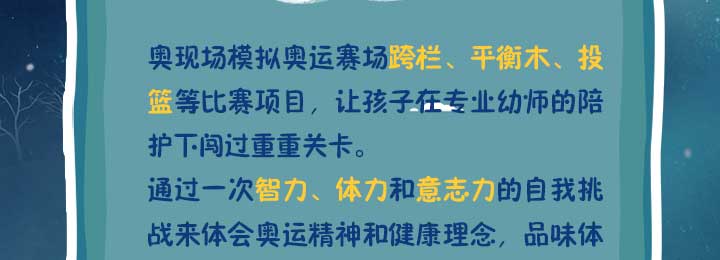 奥现场模拟奥运赛场跨栏、平衡木、投
篮等比赛项目，让孩子在专业幼师的陪
护下闯过重重关卡。
通过一次智力、体力和意志力的自我挑
战来体会奥运精神和健康理念，品味体